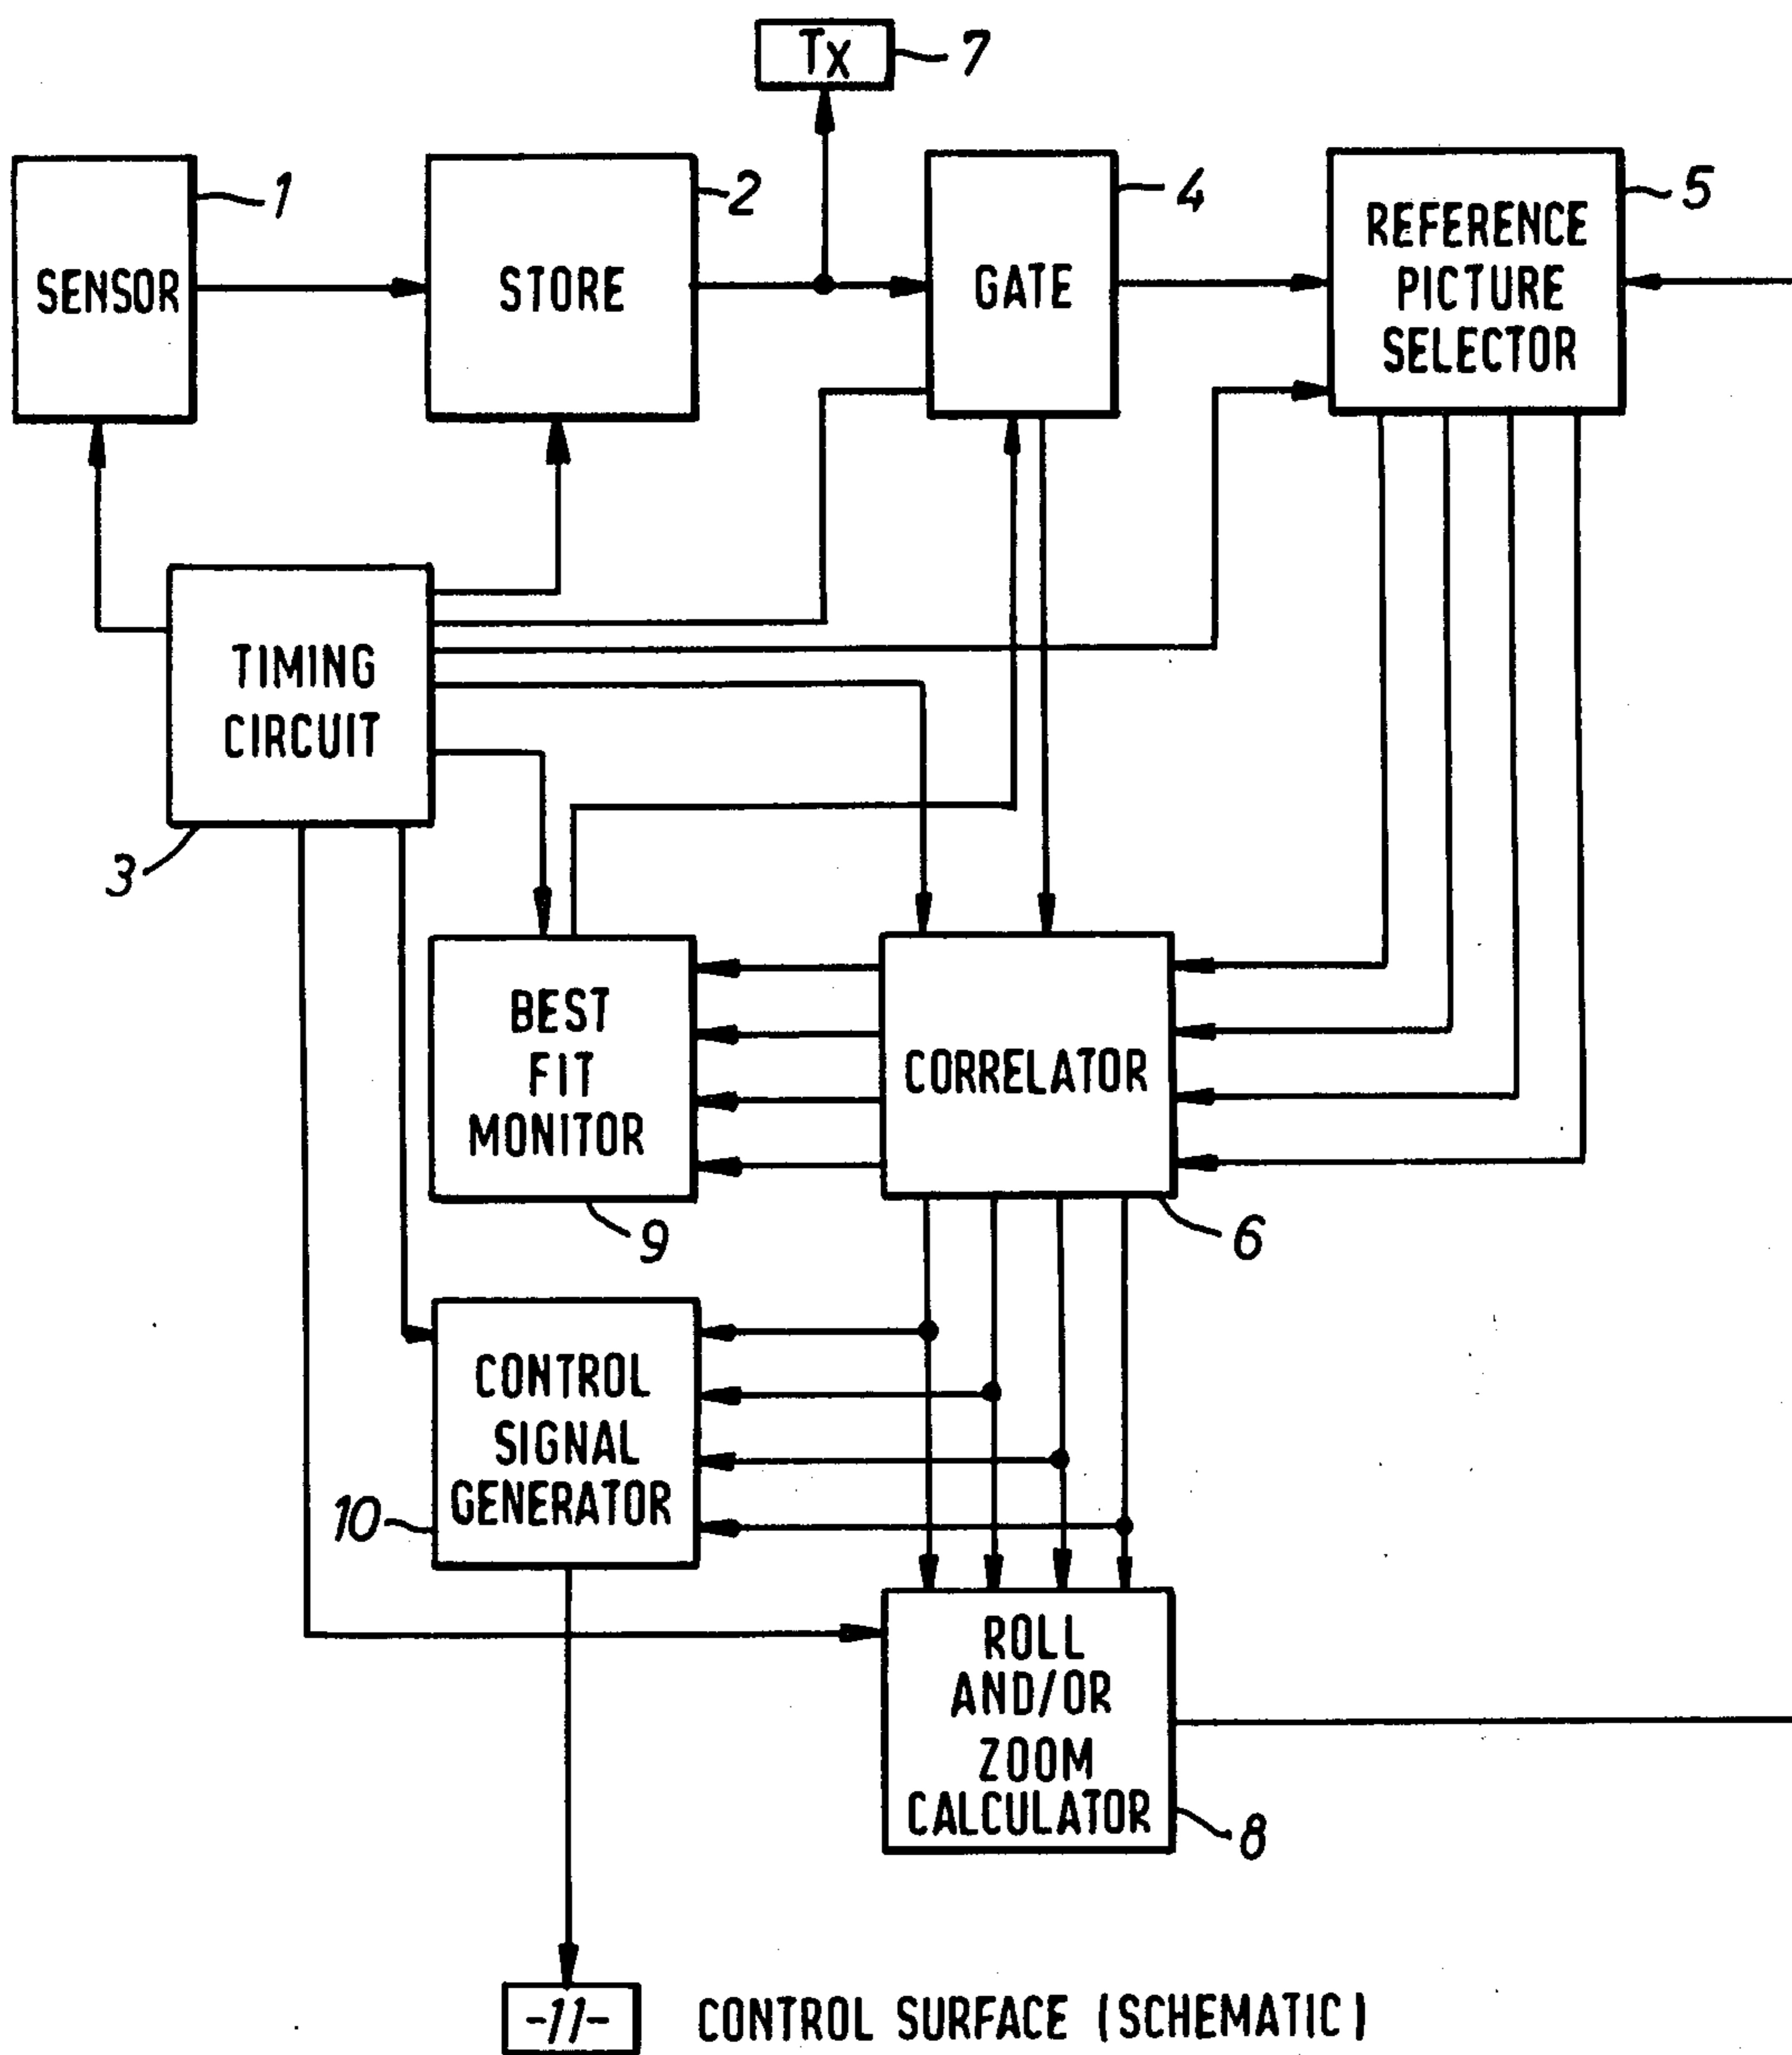 Tx
7
1
2
4
5
SENSOR
STORE
GATE
REFERENCE
PICTURE
SELECTOR
TIMING
CIRCUIT
3
BEST
FIT
MONITOR
9
CORRELATOR
6
CONTROL
SIGNAL
GENERATOR
10
ROLL
AND/OR
ZOOM
CALCULATOR
8
-11-
CONTROL SURFACE (SCHEMATIC)